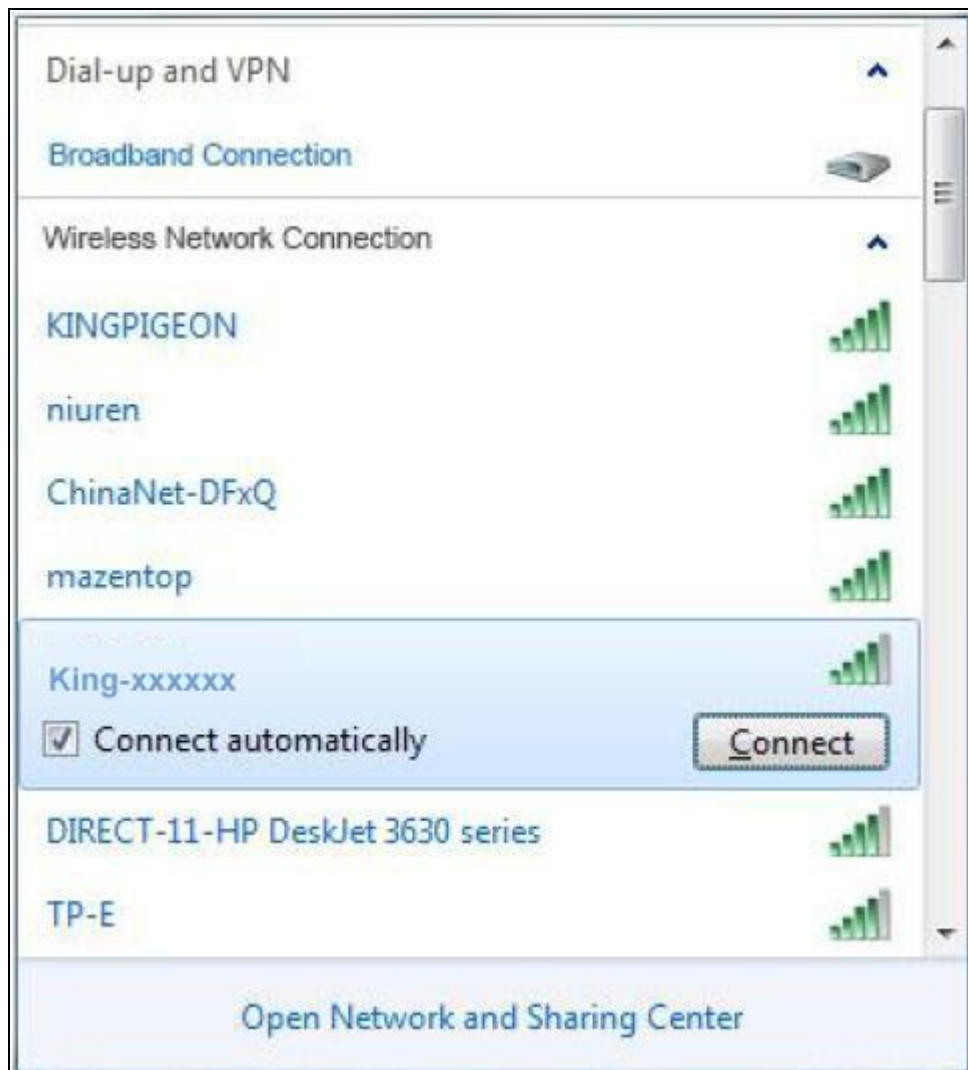 Dial-up and VPN
Broadband Connection
Wireless Network Connection
KINGPIGEON
niuren
ChinaNet-DFxQ
mazentop
King-xxxxxx
Connect automatically
Connect
DIRECT-11-HP DeskJet 3630 series
TP-E
Open Network and Sharing Center